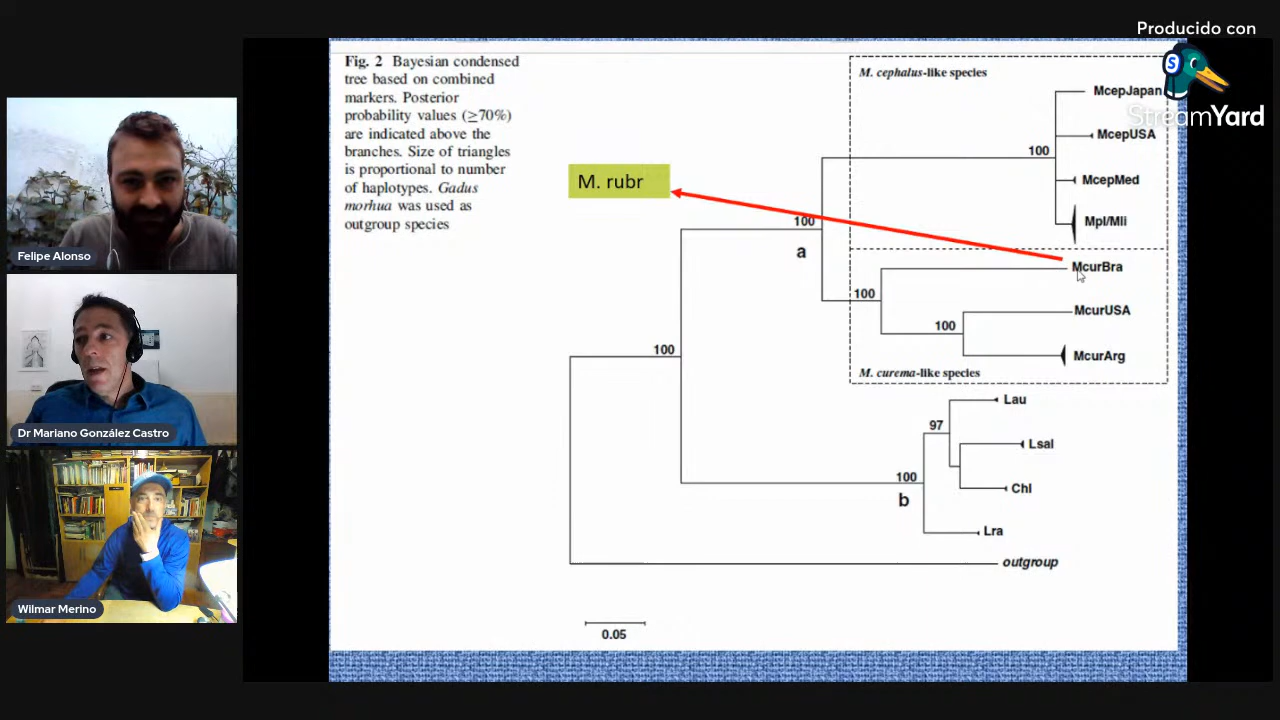 Producido con
StreamYard
Fig. 2 Bayesian condensed
tree based on combined
markers. Posterior
probability values (≥70%)
are indicated above the
branches. Size of triangles
is proportional to number
of haplotypes. Gadus
morhua was used as
outgroup species
M. rubr
M. cephalus-like species
McepJapan
McepUSA
100
McepMed
Mpl/Mli
100
a
McurBra
100
McurUSA
100
McurArg
M. curema-like species
100
Lau
97
Lsal
100
b
Chl
Lra
outgroup
0.05
Felipe Alonso
Dr Mariano González Castro
Wilmar Merino